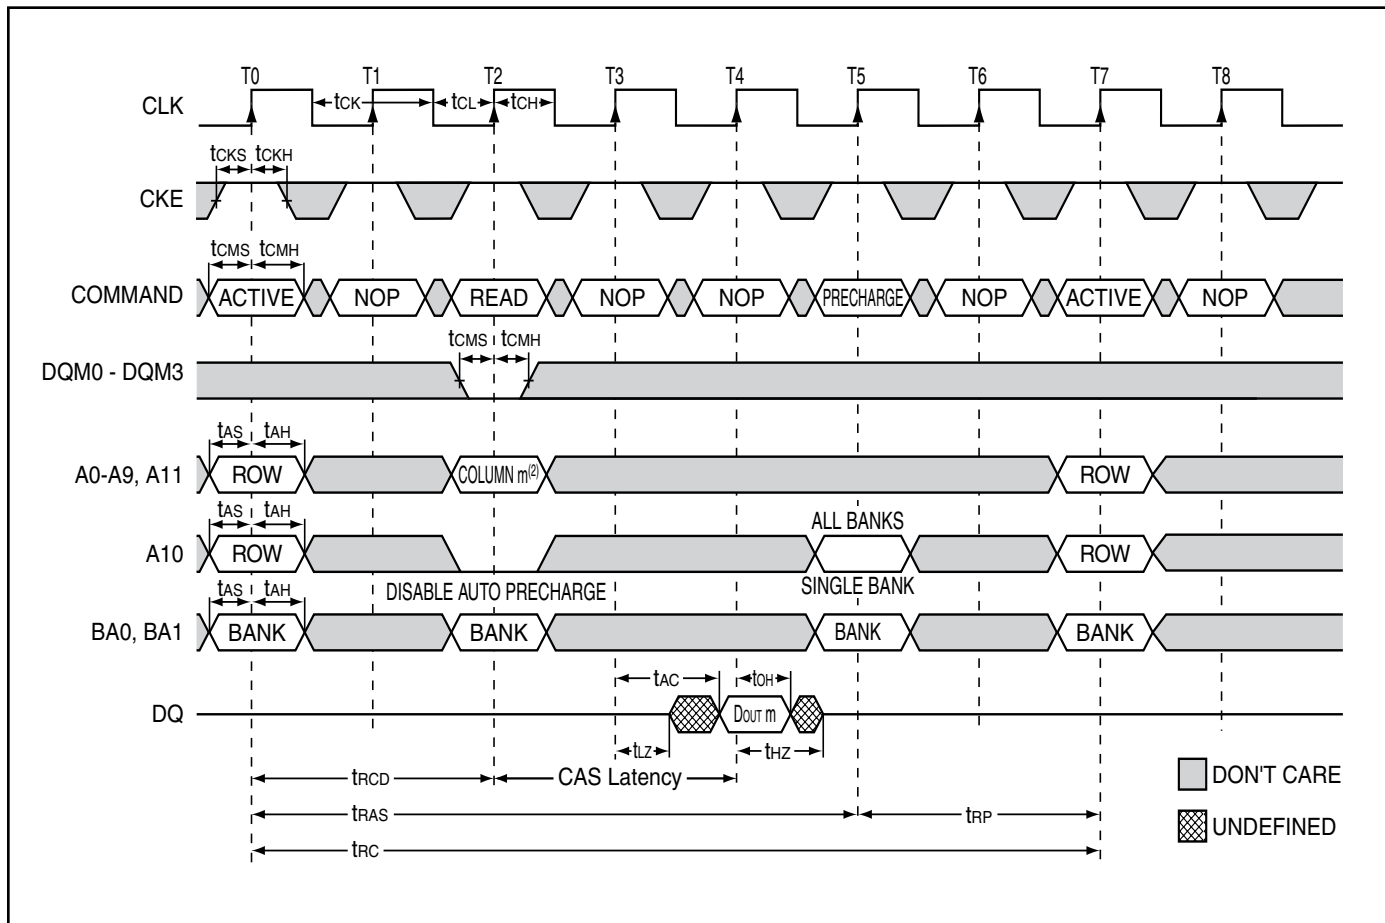 T0 T1 T2 T3 T4 T5 T6 T7 T8
CLK tCK tCL tCH
tCKS tCKH
CKE
tCMS tCMH
COMMAND ACTIVE NOP READ NOP NOP PRECHARGE NOP ACTIVE NOP
tCMS tCMH
DQM0 - DQM3
tAS tAH
A0-A9, A11 ROW COLUMN m(2) ROW
tAS tAH ALL BANKS
A10 ROW ROW
DISABLE AUTO PRECHARGE SINGLE BANK
tAS tAH
BA0, BA1 BANK BANK BANK BANK
tAC tOH
DQ DOUT m
tLZ tHZ
tRCD CAS Latency
DON'T CARE
tRAS tRP
UNDEFINED
tRC